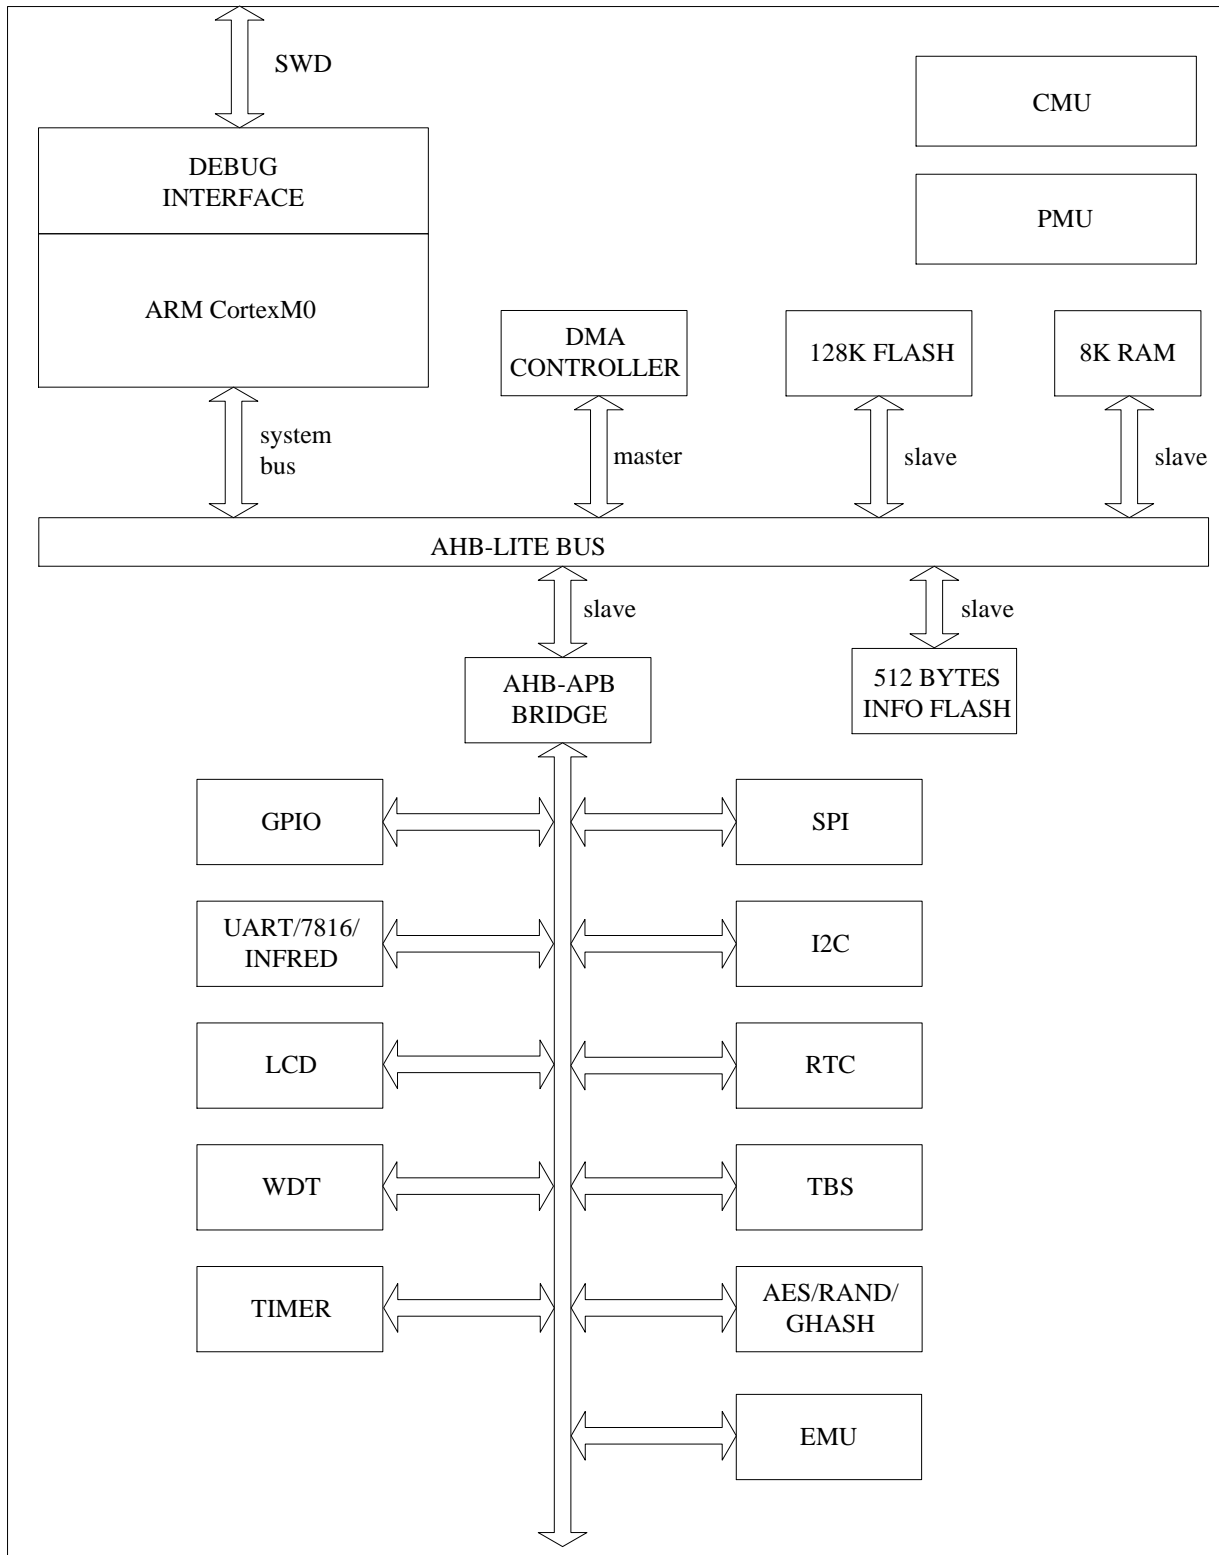 SWD
CMU
DEBUG
INTERFACE
PMU
ARM CortexM0
DMA
CONTROLLER
128K FLASH
8K RAM
system
bus
master
slave
slave
AHB-LITE BUS
slave
slave
AHB-APB
BRIDGE
512 BYTES
INFO FLASH
GPIO
SPI
UART/7816/
INFRED
I2C
LCD
RTC
WDT
TBS
TIMER
AES/RAND/
GHASH
EMU